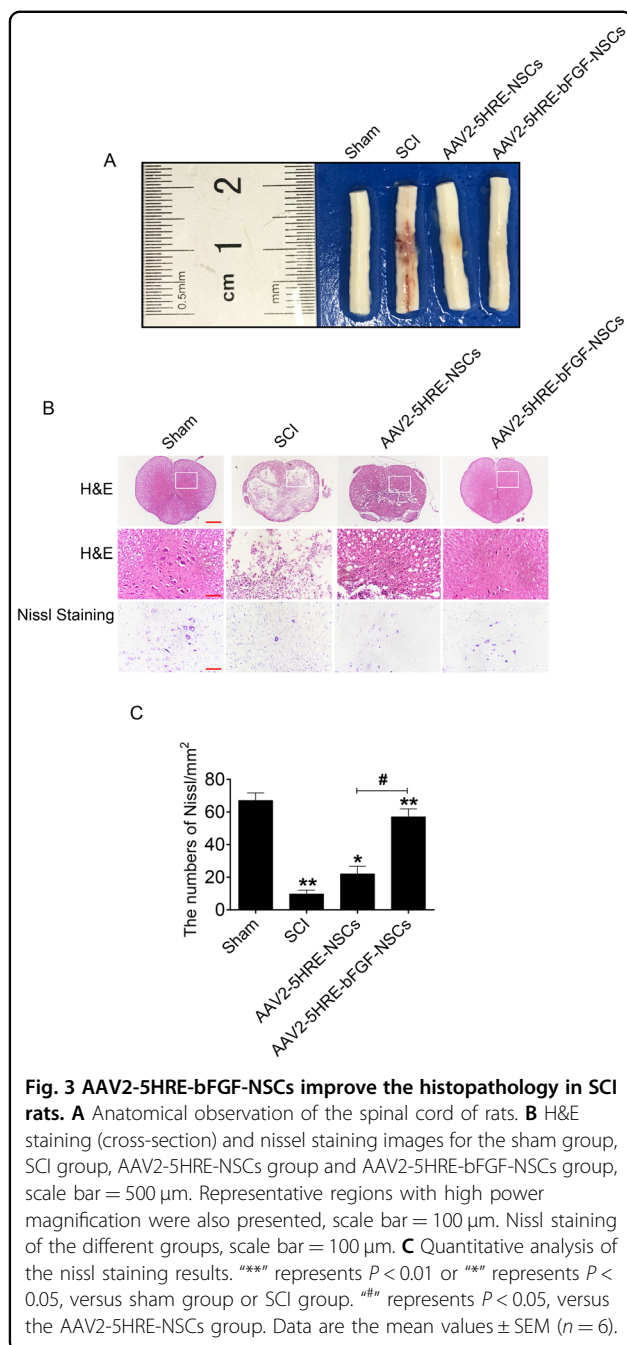 A
Sham
SCI
AAV2-5HRE-NSCs
AAV2-5HRE-bFGF-NSCs
0.5mm
cm
1
2
mm
B
Sham
SCI
AAV2-5HRE-NSCs
AAV2-5HRE-bFGF-NSCs
H&E
H&E
Nissl Staining
C
The numbers of Nissl/mm²
80
60
40
20
0
**
*
#
**
Sham
SCI
AAV2-5HRE-NSCs
AAV2-5HRE-bFGF-NSCs
Fig. 3 AAV2-5HRE-bFGF-NSCs improve the histopathology in SCI
rats. A Anatomical observation of the spinal cord of rats. B H&E
staining (cross-section) and nissel staining images for the sham group,
SCI group, AAV2-5HRE-NSCs group and AAV2-5HRE-bFGF-NSCs group,
scale bar = 500 μm. Representative regions with high power
magnification were also presented, scale bar = 100 μm. Nissl staining
of the different groups, scale bar = 100 μm. C Quantitative analysis of
the nissl staining results. “**” represents P < 0.01 or “*” represents P <
0.05, versus sham group or SCI group. “#” represents P < 0.05, versus
the AAV2-5HRE-NSCs group. Data are the mean values ± SEM (n = 6).